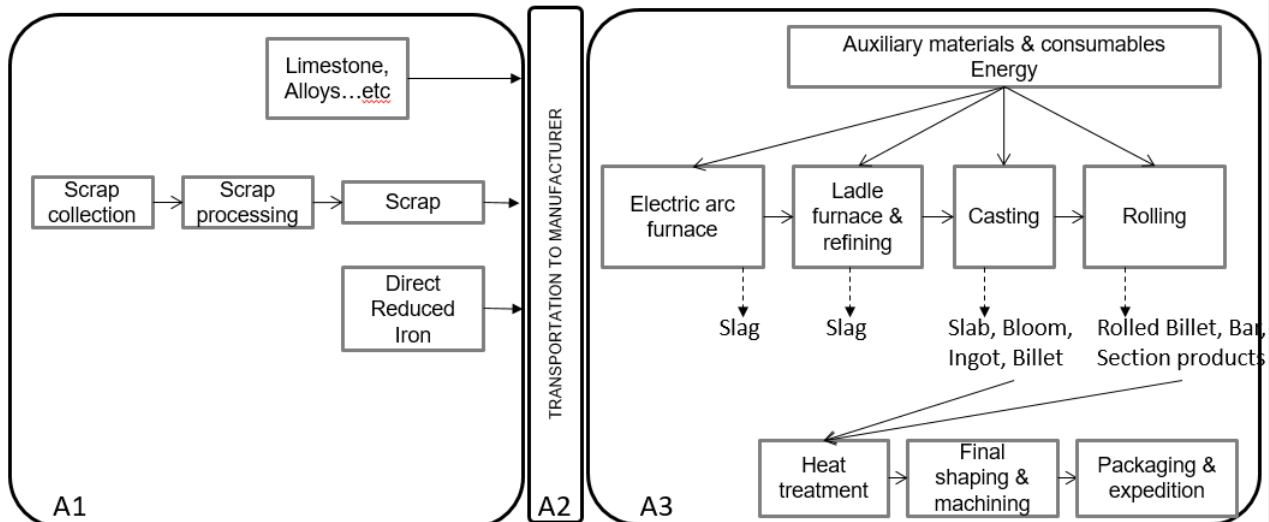 Limestone,
Alloys...etc
Scrap
collection
Scrap
processing
Scrap
Direct
Reduced
Iron
A1
TRANSPORTATION TO MANUFACTURER
A2
Auxiliary materials & consumables
Energy
Electric arc
furnace
Ladle
furnace &
refining
Casting
Rolling
Slag
Slag
Slab, Bloom,
Ingot, Billet
Rolled Billet, Bar,
Section products
Heat
treatment
Final
shaping &
machining
Packaging &
expedition
A3